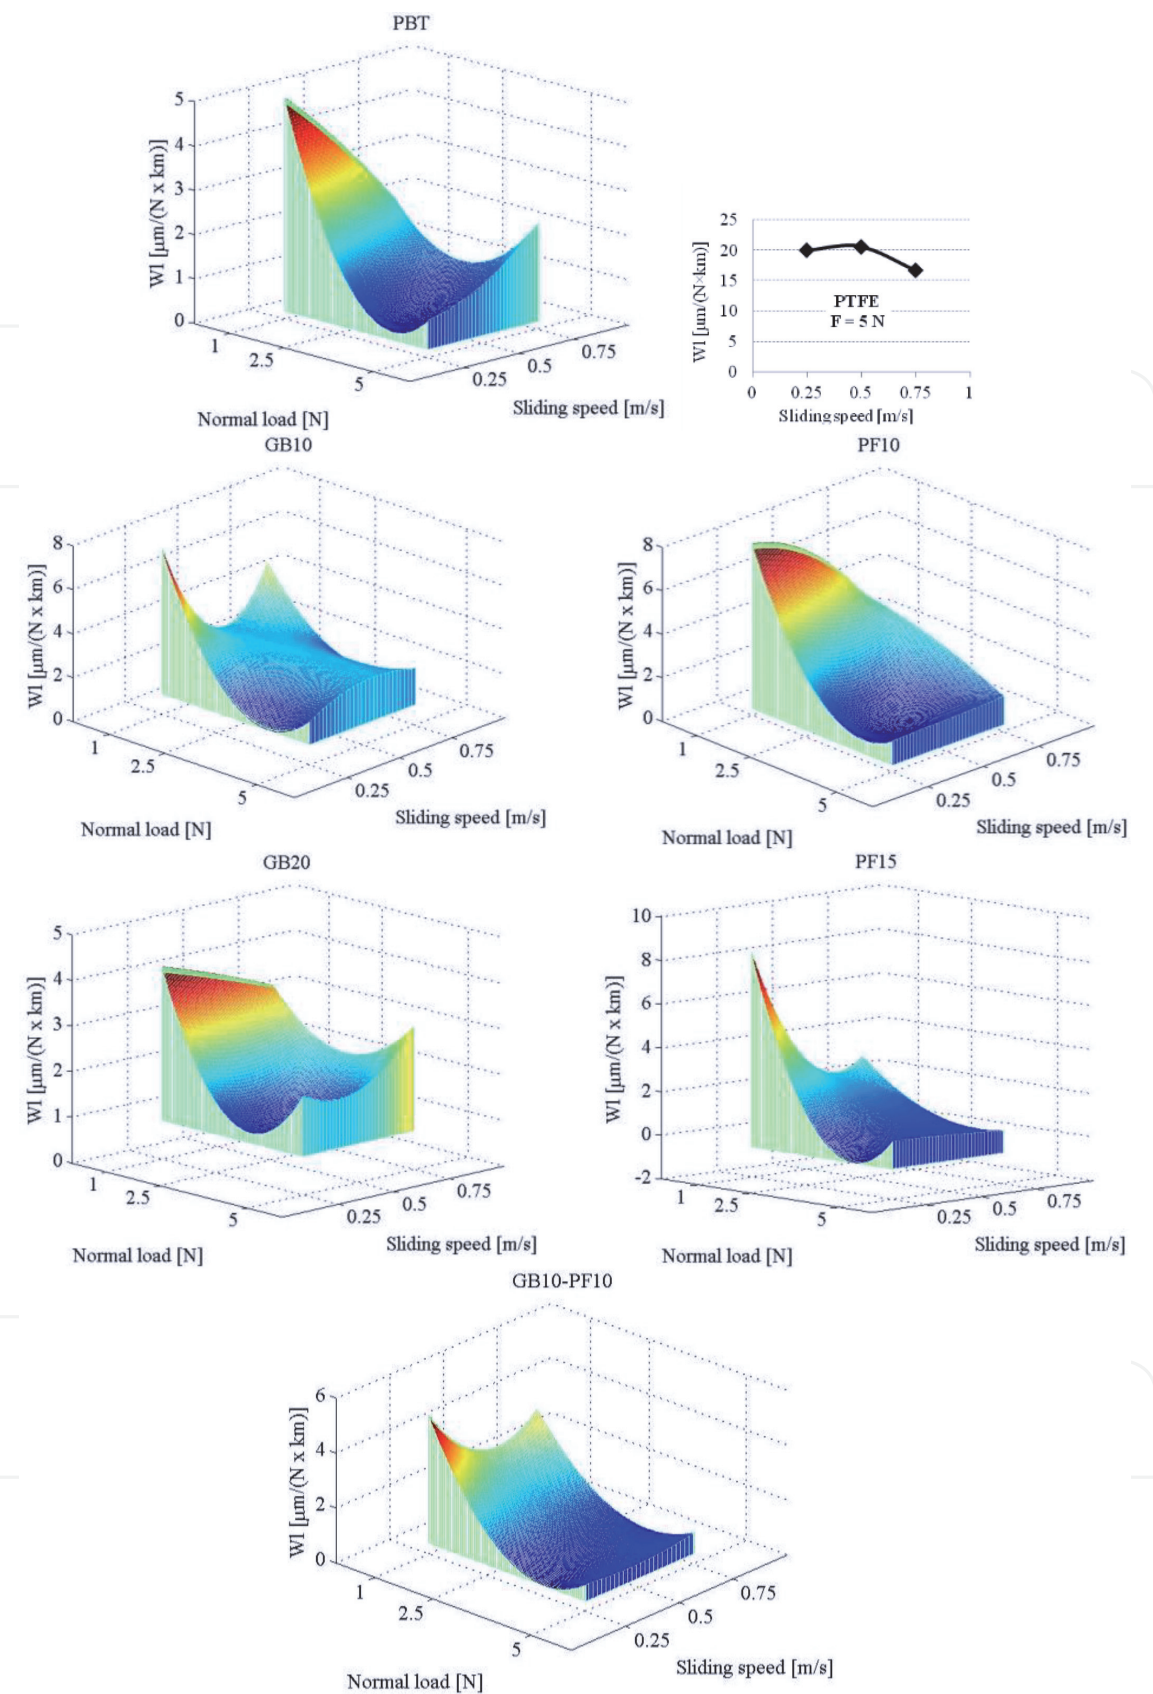 PBT
5
4
3
2
1
0
Wl [μm/(N x km)]
1
2.5
5
0.25
0.5
0.75
Normal load [N]
Sliding speed [m/s]
25
20
15
10
5
0
Wl [μm/(N×km)]
PTFE
F = 5 N
0
0.25
0.5
0.75
1
Sliding speed [m/s]
GB10
8
6
4
2
0
Wl [μm/(N x km)]
1
2.5
5
0.25
0.5
0.75
Normal load [N]
Sliding speed [m/s]
PF10
8
6
4
2
0
Wl [μm/(N x km)]
1
2.5
5
0.25
0.5
0.75
Normal load [N]
Sliding speed [m/s]
GB20
5
4
3
2
1
0
Wl [μm/(N x km)]
1
2.5
5
0.25
0.5
0.75
Normal load [N]
Sliding speed [m/s]
PF15
10
8
6
4
2
0
-2
Wl [μm/(N x km)]
1
2.5
5
0.25
0.5
0.75
Normal load [N]
Sliding speed [m/s]
GB10-PF10
6
4
2
0
Wl [μm/(N x km)]
1
2.5
5
0.25
0.5
0.75
Normal load [N]
Sliding speed [m/s]